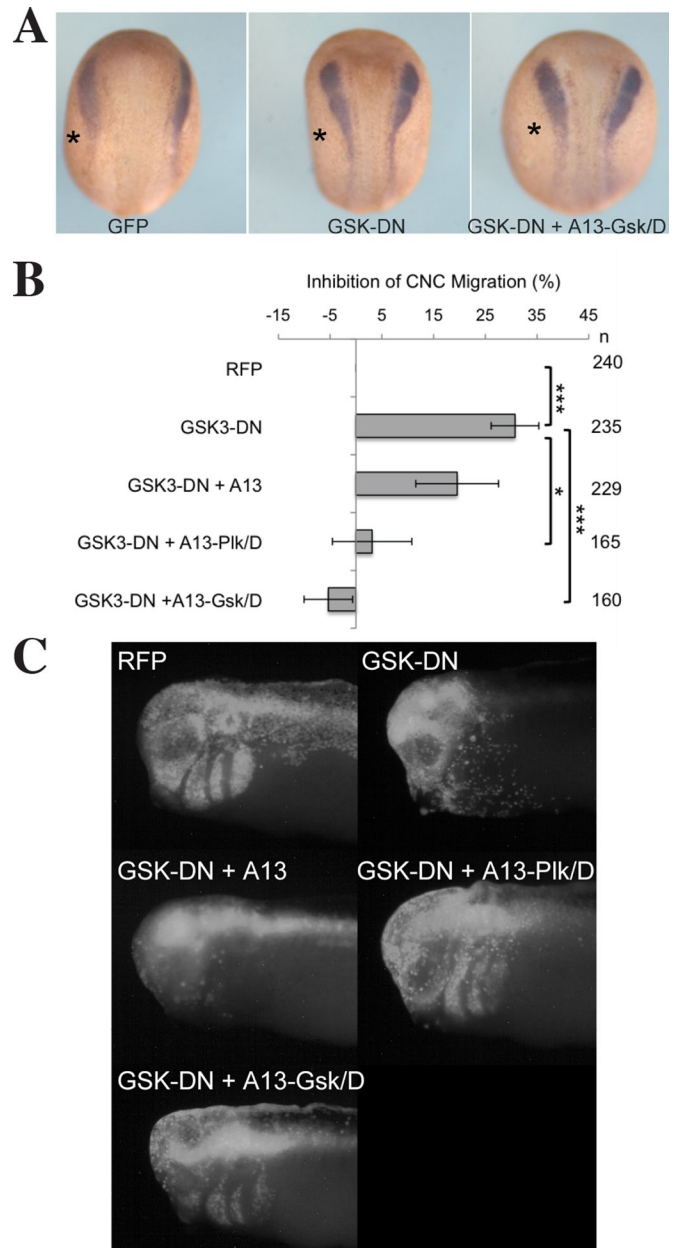 A
* * *
GFP GSK-DN GSK-DN + A13-Gsk/D
B
Inhibition of CNC Migration (%)
-15 -5 5 15 25 35 45
n
RFP 240
***
GSK3-DN 235
GSK3-DN + A13 229
*
***
GSK3-DN + A13-Plk/D 165
GSK3-DN +A13-Gsk/D 160
C
RFP GSK-DN
GSK-DN + A13 GSK-DN + A13-Plk/D
GSK-DN + A13-Gsk/D